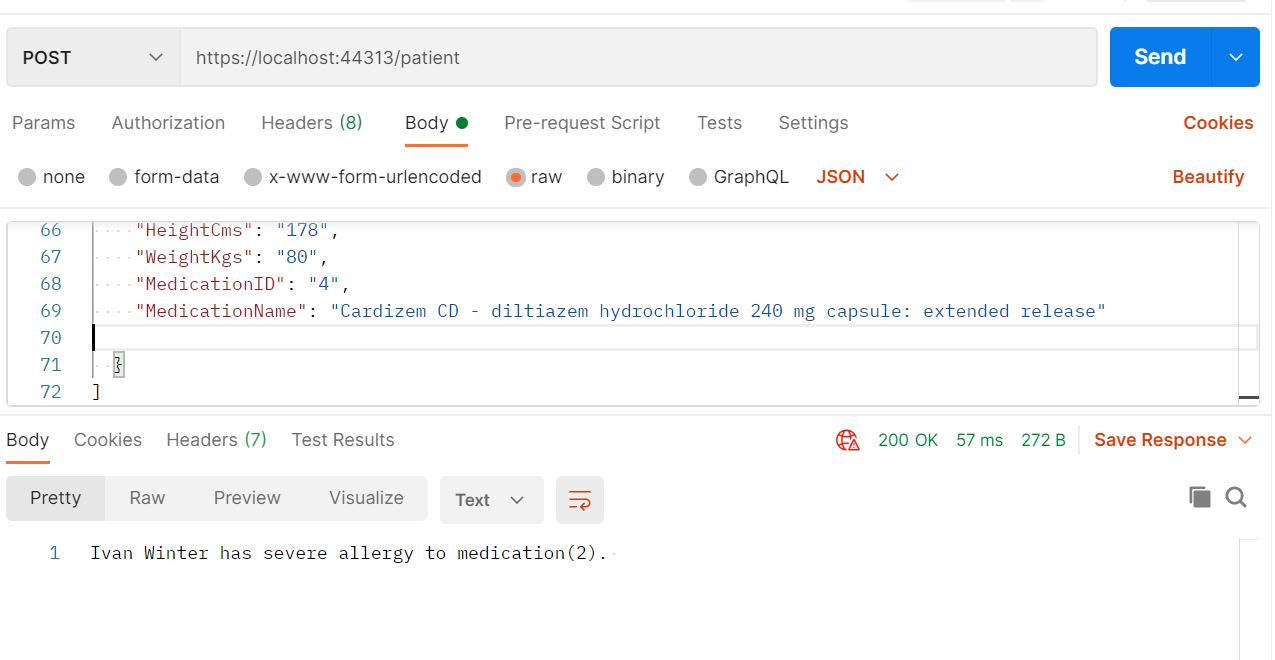 POST https://localhost:44313/patient Send
Params Authorization Headers (8) Body Pre-request Script Tests Settings Cookies
none form-data x-www-form-urlencoded raw binary GraphQL JSON Beautify
66 "HeightCms": "178",
67 "WeightKgs": "80",
68 "MedicationID": "4",
69 "MedicationName": "Cardizem CD - diltiazem hydrochloride 240 mg capsule: extended release"
70
71 }
72 ]
Body Cookies Headers (7) Test Results 200 OK 57 ms 272 B Save Response
Pretty Raw Preview Visualize Text
1 Ivan Winter has severe allergy to medication(2).